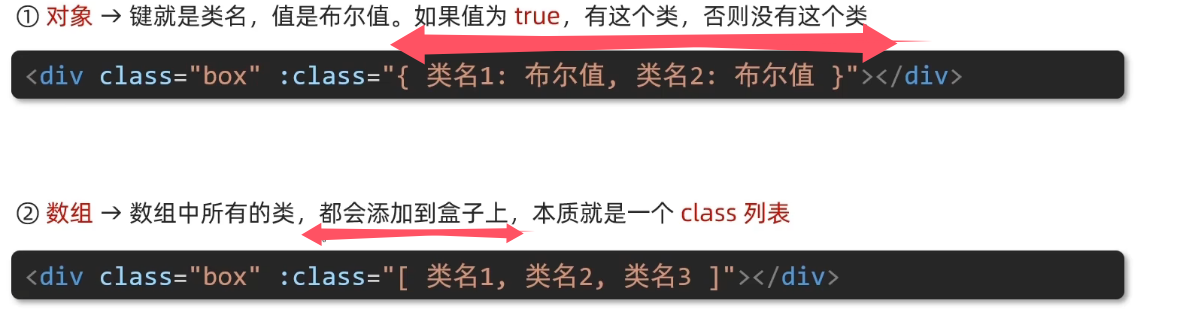 ① 对象 → 键就是类名，值是布尔值。如果值为 true，有这个类，否则没有这个类
<div class="box" :class="{ 类名1: 布尔值, 类名2: 布尔值 }"></div>
② 数组 → 数组中所有的类，都会添加到盒子上，本质就是一个 class 列表
<div class="box" :class="[ 类名1, 类名2, 类名3 ]"></div>